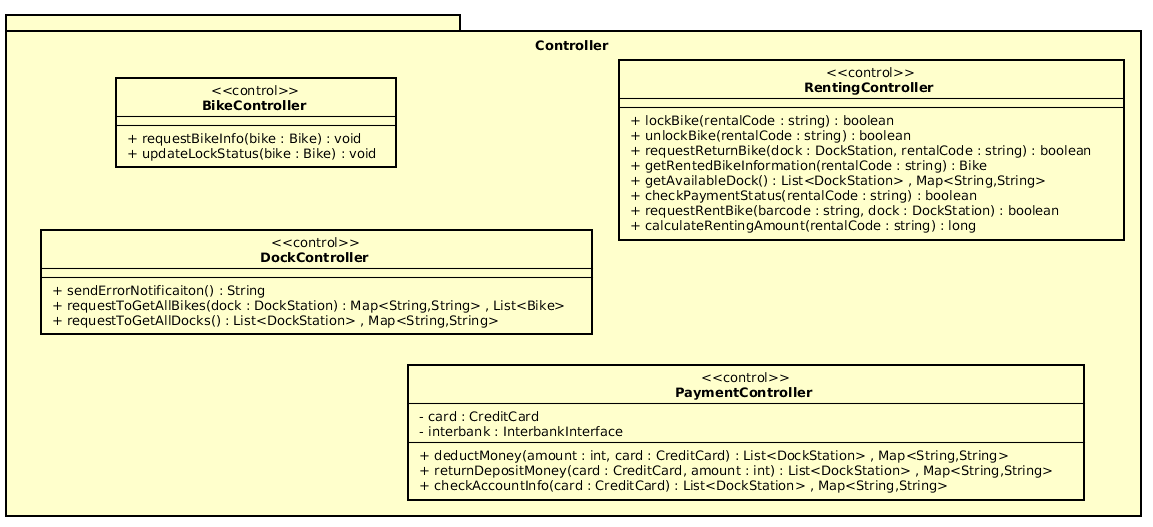 Controller
<<control>>
BikeController
+ requestBikeInfo(bike : Bike) : void
+ updateLockStatus(bike : Bike) : void
<<control>>
RentingController
+ lockBike(rentalCode : string) : boolean
+ unlockBike(rentalCode : string) : boolean
+ requestReturnBike(dock : DockStation, rentalCode : string) : boolean
+ getRentedBikeInformation(rentalCode : string) : Bike
+ getAvailableDock() : List<DockStation> , Map<String,String>
+ checkPaymentStatus(rentalCode : string) : boolean
+ requestRentBike(barcode : string, dock : DockStation) : boolean
+ calculateRentingAmount(rentalCode : string) : long
<<control>>
DockController
+ sendErrorNotificaiton() : String
+ requestToGetAllBikes(dock : DockStation) : Map<String,String> , List<Bike>
+ requestToGetAllDocks() : List<DockStation> , Map<String,String>
<<control>>
PaymentController
- card : CreditCard
- interbank : InterbankInterface
+ deductMoney(amount : int, card : CreditCard) : List<DockStation> , Map<String,String>
+ returnDepositMoney(card : CreditCard, amount : int) : List<DockStation> , Map<String,String>
+ checkAccountInfo(card : CreditCard) : List<DockStation> , Map<String,String>